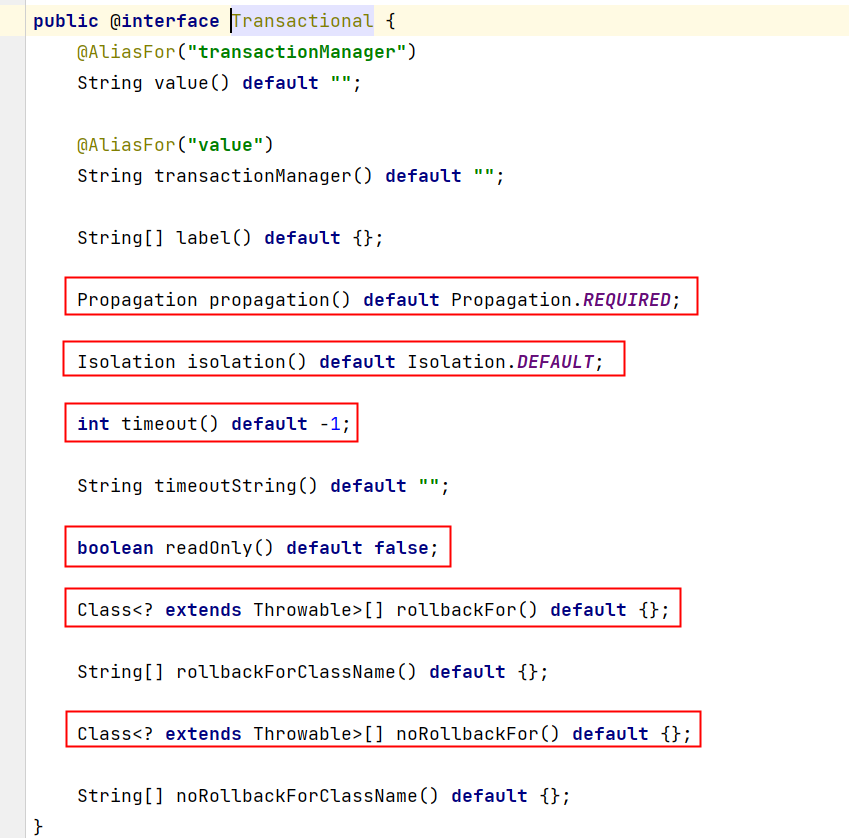 public @interface Transactional {
@AliasFor("transactionManager")
String value() default "";
@AliasFor("value")
String transactionManager() default "";
String[] label() default {};
Propagation propagation() default Propagation.REQUIRED;
Isolation isolation() default Isolation.DEFAULT;
int timeout() default -1;
String timeoutString() default "";
boolean readOnly() default false;
Class<? extends Throwable>[] rollbackFor() default {};
String[] rollbackForClassName() default {};
Class<? extends Throwable>[] noRollbackFor() default {};
String[] noRollbackForClassName() default {};
}